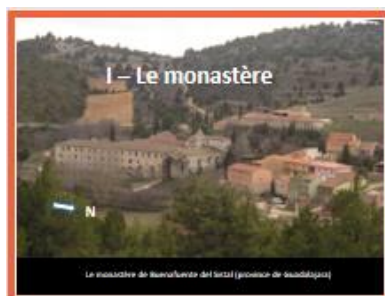 I – Le monastère
N
Le monastère de Buenafuente del Sistal (province de Guadalajara)